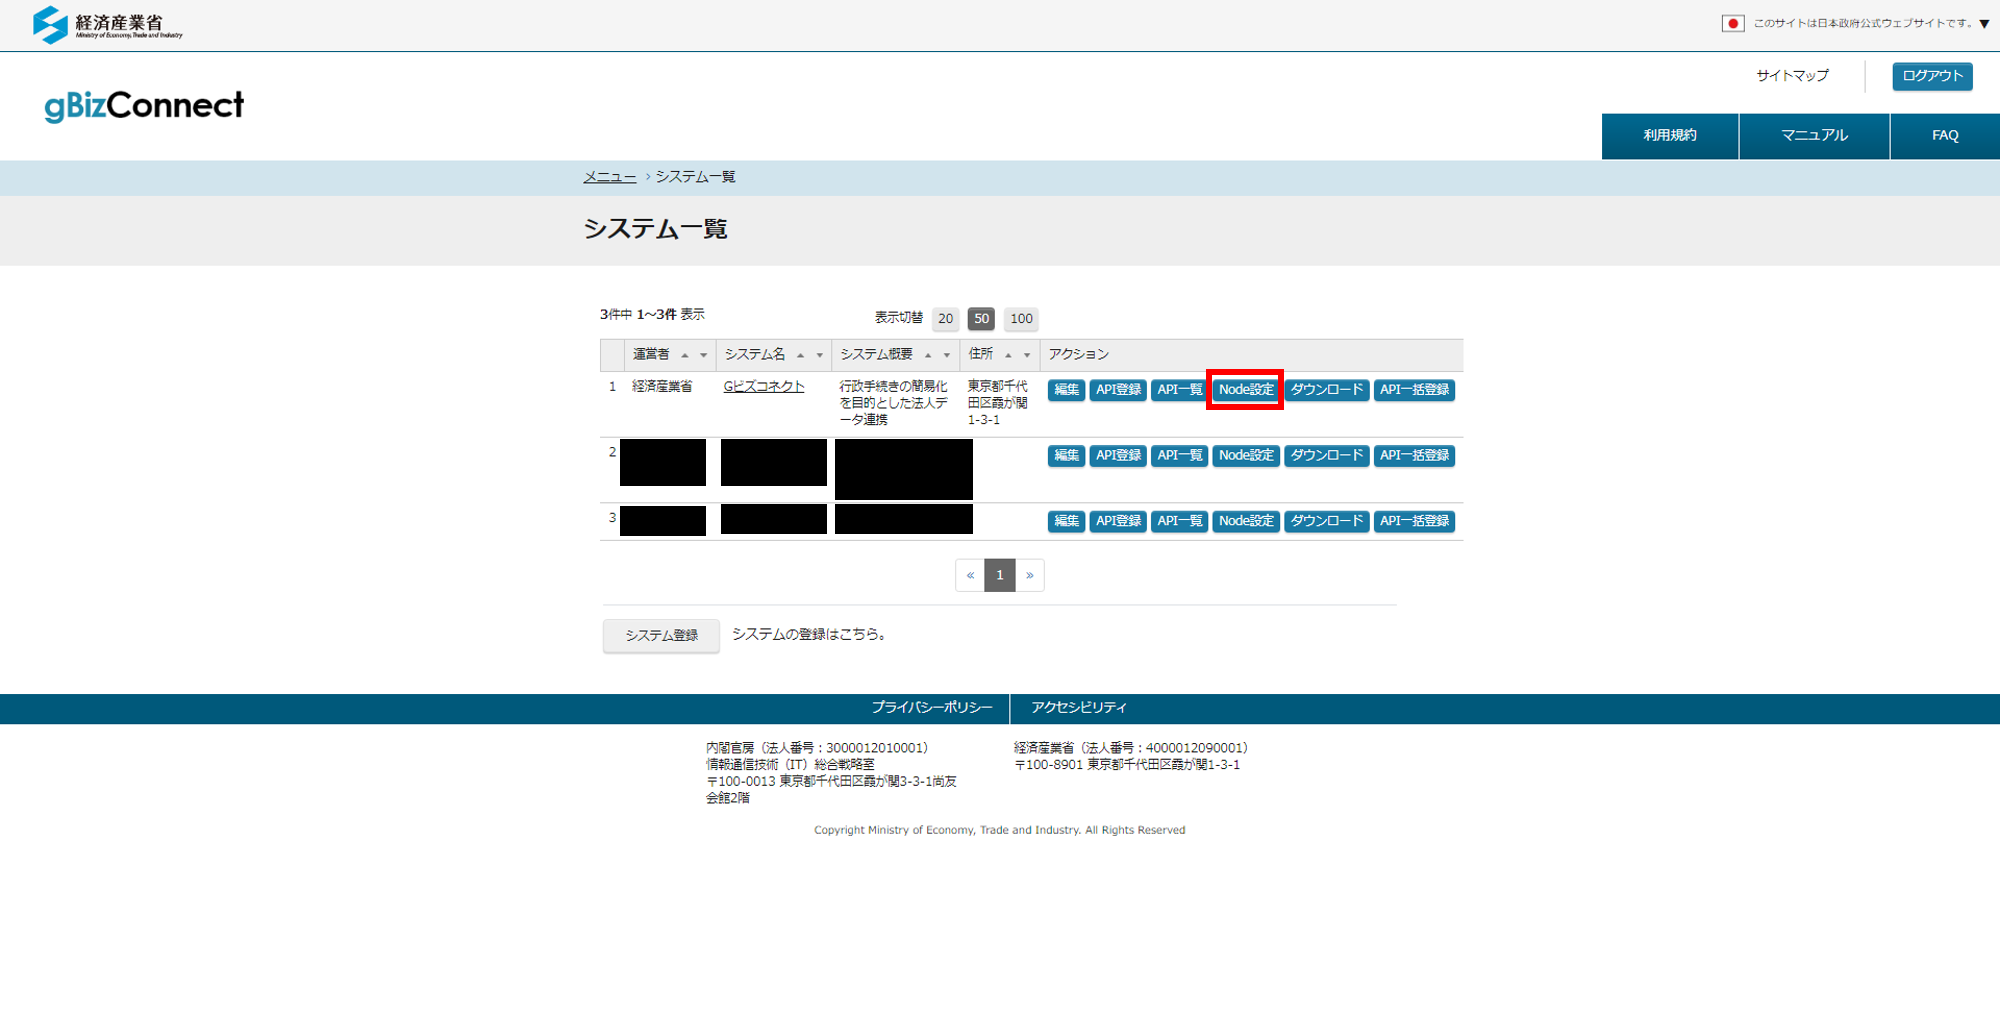 経済産業省
Ministry of Economy, Trade and Industry
このサイトは日本政府公式ウェブサイトです。▼
サイトマップ
ログアウト
gBizConnect
利用規約 マニュアル FAQ
メニュー › システム一覧
システム一覧
3件中 1～3件 表示
表示切替 20 50 100
運営者 ▲ ▼ システム名 ▲ ▼ システム概要 ▲ ▼ 住所 ▲ ▼ アクション
1 経済産業省 Gビズコネクト 行政手続きの簡易化 東京都千代 編集 API登録 API一覧 Node設定 ダウンロード API一括登録
を目的とした法人デ 田区霞が関
ータ連携 1-3-1
2 編集 API登録 API一覧 Node設定 ダウンロード API一括登録
3 編集 API登録 API一覧 Node設定 ダウンロード API一括登録
« 1 »
システム登録 システムの登録はこちら。
プライバシーポリシー アクセシビリティ
内閣官房（法人番号：3000012010001）
情報通信技術（IT）総合戦略室
〒100-0013 東京都千代田区霞が関3-3-1尚友
会館2階
経済産業省（法人番号：4000012090001）
〒100-8901 東京都千代田区霞が関1-3-1
Copyright Ministry of Economy, Trade and Industry. All Rights Reserved